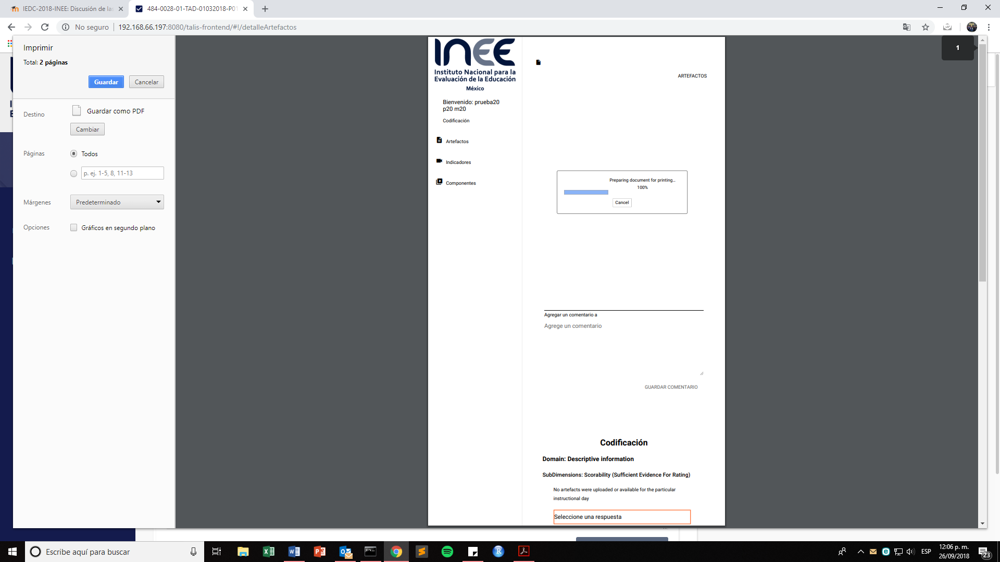 IEDC-2018-INEE: Discusión de las
484-0028-01-TAD-01032018-P01
No seguro
192.168.66.197:8080/talis-frontend/#!/detalleArtefactos
Imprimir
Total: 2 páginas
Guardar
Cancelar
Destino
Guardar como PDF
Cambiar
Páginas
Todos
p. ej. 1-5, 8, 11-13
Márgenes
Predeterminado
Opciones
Gráficos en segundo plano
1
INEE
Instituto Nacional para la
Evaluación de la Educación
México
Bienvenido: prueba20
p20 m20
Codificación
Artefactos
Indicadores
Componentes
ARTEFACTOS
Preparing document for printing...
100%
Cancel
Agregar un comentario a
Agrege un comentario
GUARDAR COMENTARIO
Codificación
Domain: Descriptive information
SubDimensions: Scorability (Sufficient Evidence For Rating)
No artefacts were uploaded or available for the particular
instructional day
Seleccione una respuesta
Escribe aquí para buscar
ESP
12:06 p. m.
26/09/2018
23